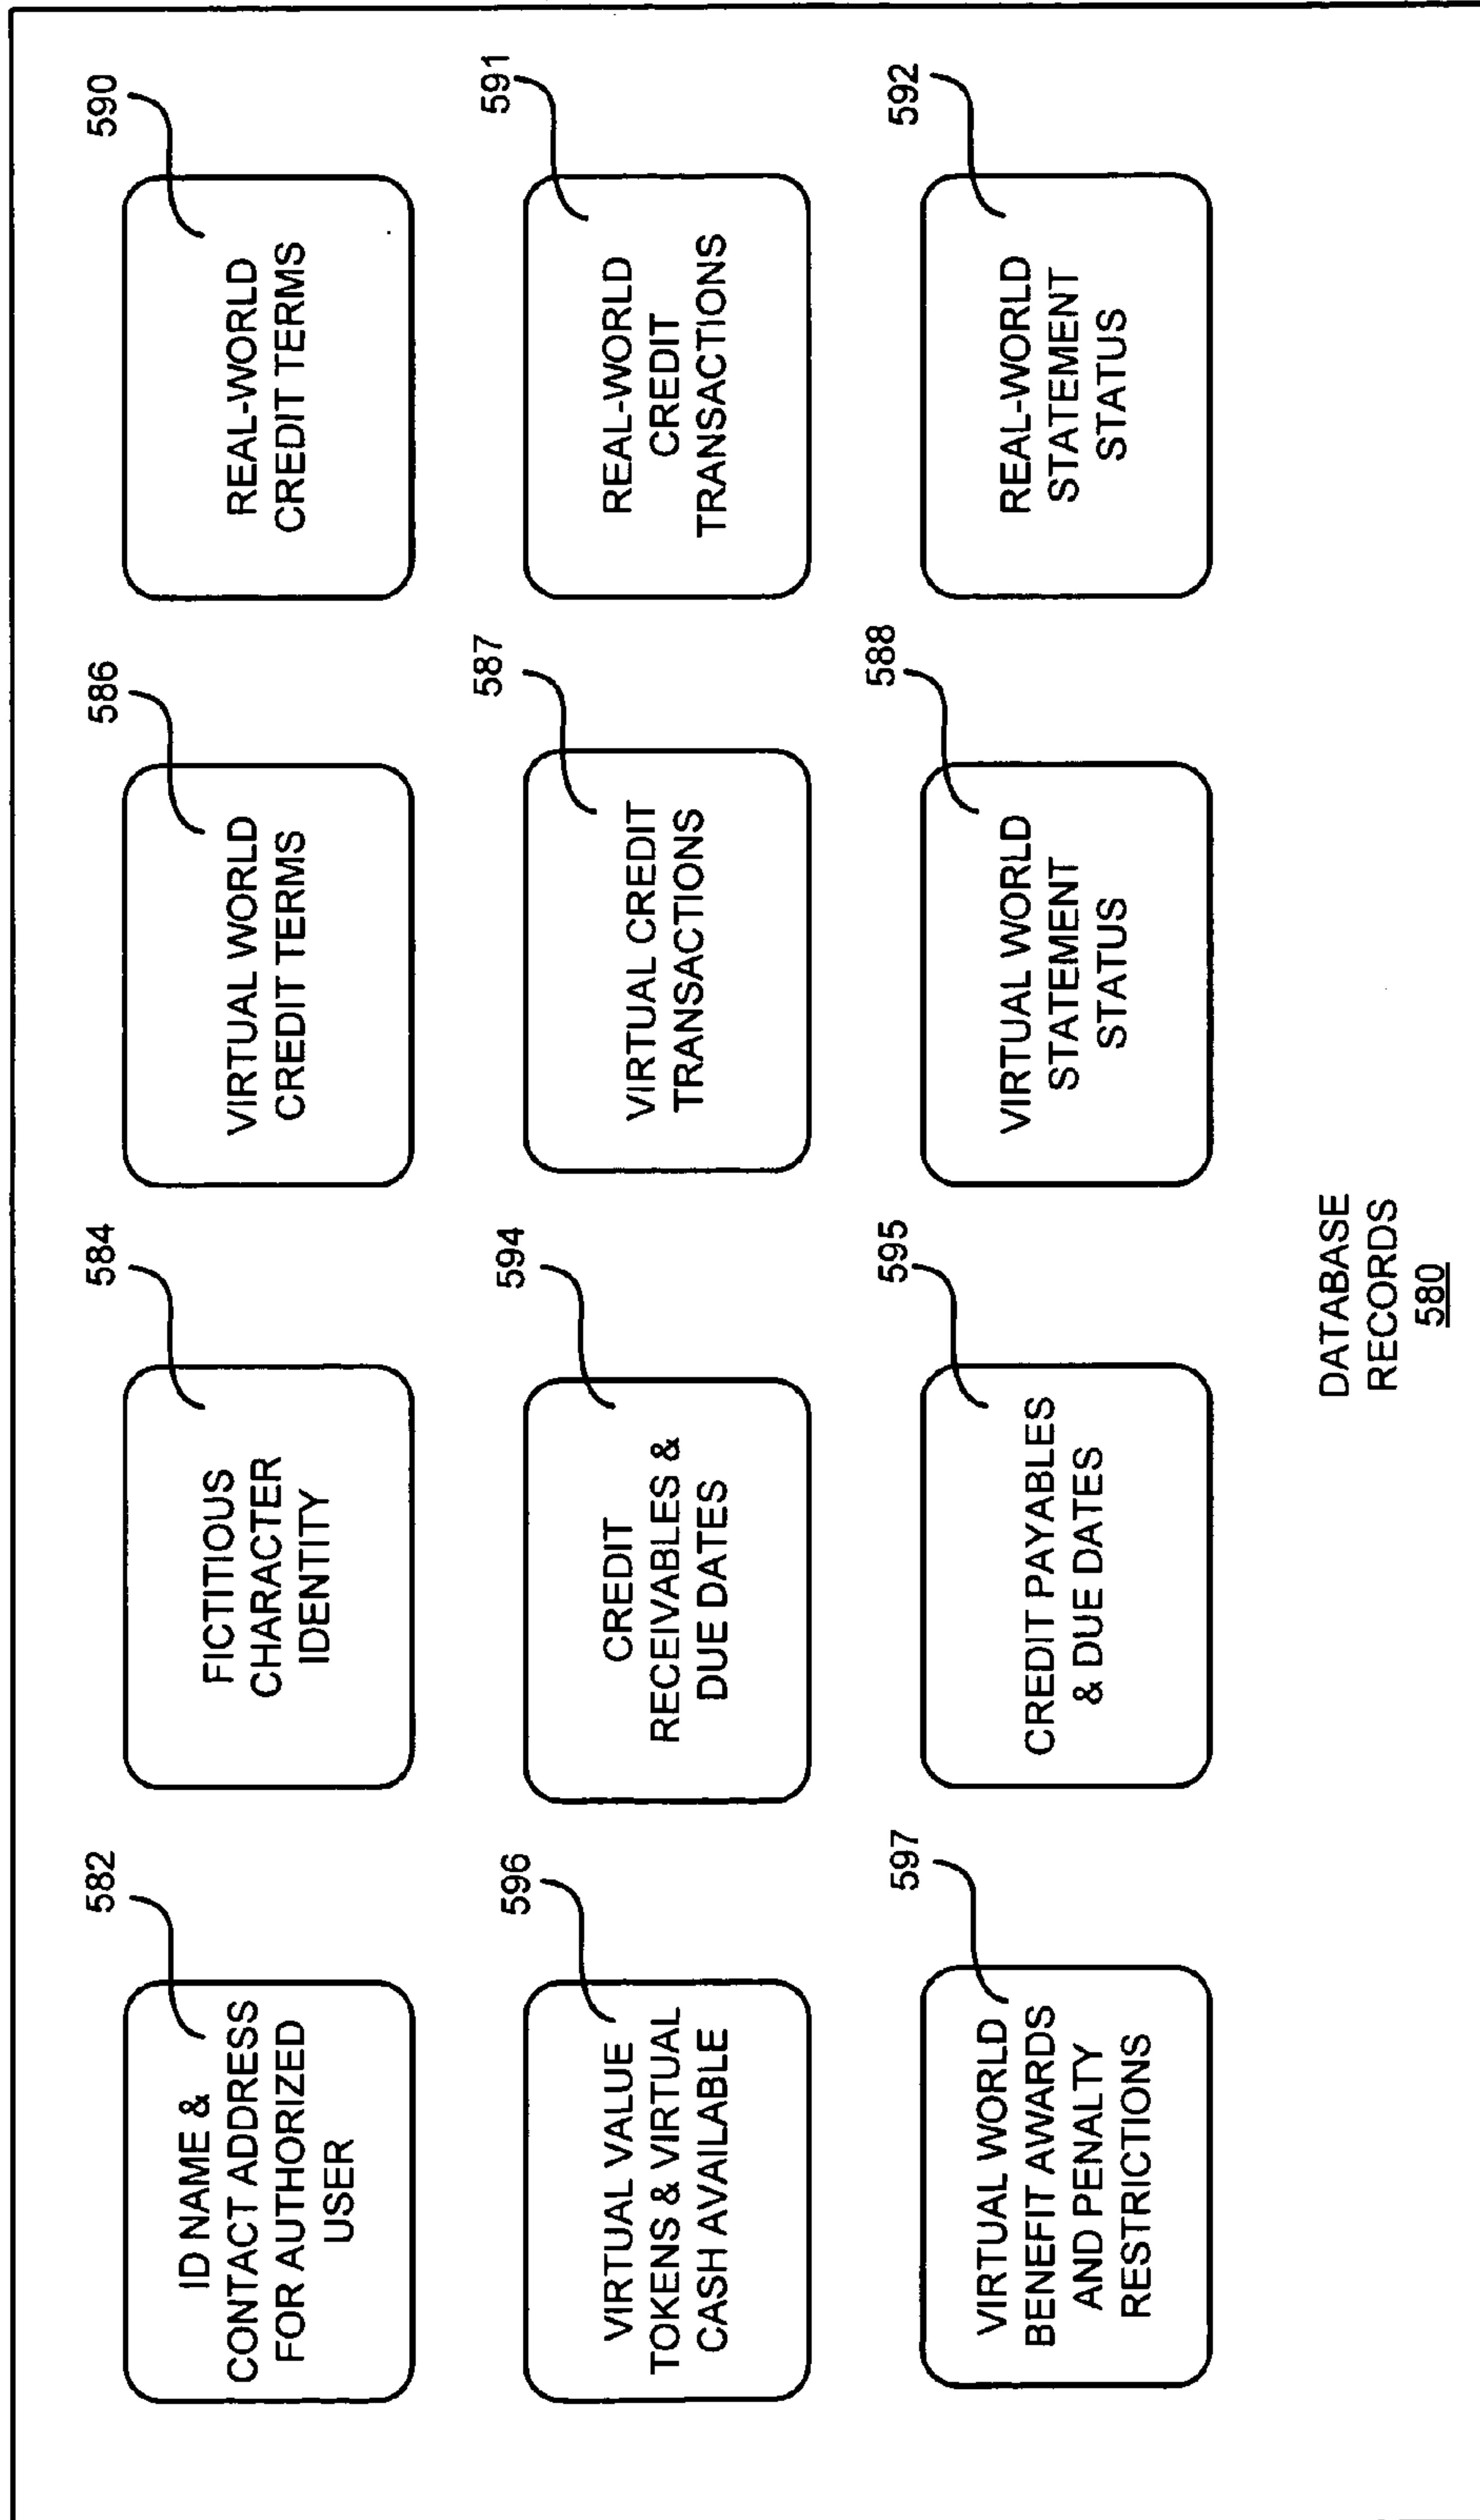 582
ID NAME &
CONTACT ADDRESS
FOR AUTHORIZED
USER
584
FICTITIOUS
CHARACTER
IDENTITY
586
VIRTUAL WORLD
CREDIT TERMS
590
REAL-WORLD
CREDIT TERMS
596
VIRTUAL VALUE
TOKENS & VIRTUAL
CASH AVAILABLE
594
CREDIT
RECEIVABLES &
DUE DATES
587
VIRTUAL CREDIT
TRANSACTIONS
591
REAL-WORLD
CREDIT
TRANSACTIONS
597
VIRTUAL WORLD
BENEFIT AWARDS
AND PENALTY
RESTRICTIONS
595
CREDIT PAYABLES
& DUE DATES
588
VIRTUAL WORLD
STATEMENT
STATUS
592
REAL-WORLD
STATEMENT
STATUS
DATABASE
RECORDS
580